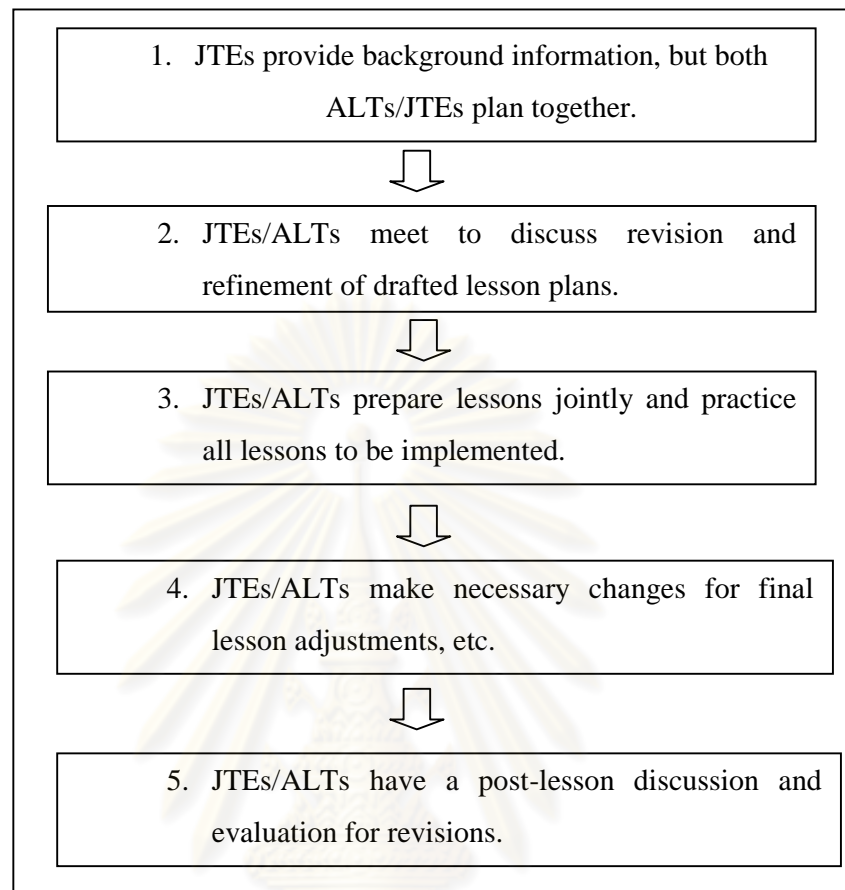 1. JTEs provide background information, but both
ALTs/JTEs plan together.
2. JTEs/ALTs meet to discuss revision and
refinement of drafted lesson plans.
3. JTEs/ALTs prepare lessons jointly and practice
all lessons to be implemented.
4. JTEs/ALTs make necessary changes for final
lesson adjustments, etc.
5. JTEs/ALTs have a post-lesson discussion and
evaluation for revisions.